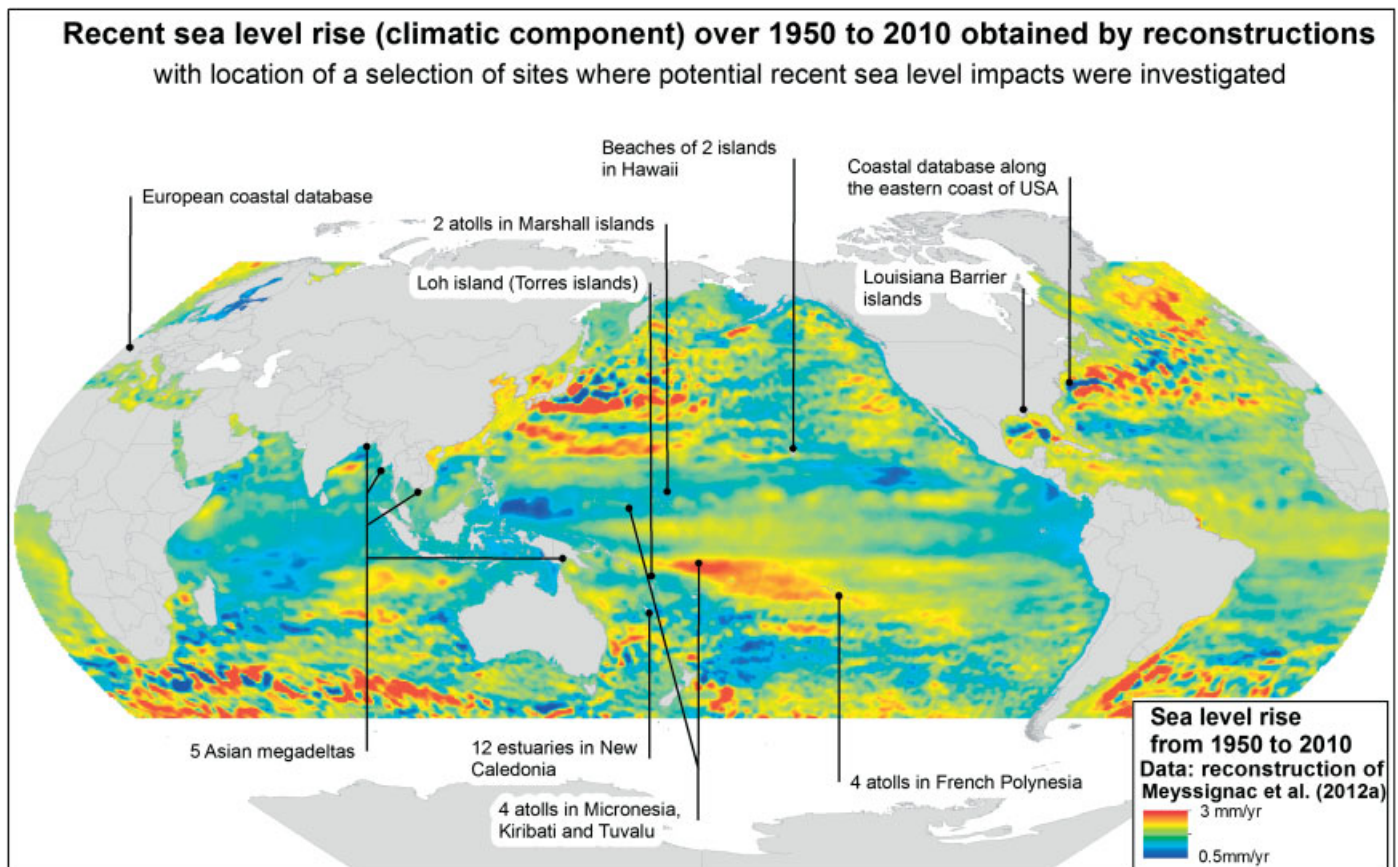 Recent sea level rise (climatic component) over 1950 to 2010 obtained by reconstructions
with location of a selection of sites where potential recent sea level impacts were investigated
Beaches of 2 islands
in Hawaii
Coastal database along
the eastern coast of USA
European coastal database
2 atolls in Marshall islands
Loh island (Torres islands)
Louisiana Barrier
islands
5 Asian megadeltas
12 estuaries in New
Caledonia
4 atolls in French Polynesia
4 atolls in Micronesia,
Kiribati and Tuvalu
Sea level rise
from 1950 to 2010
Data: reconstruction of
Meyssignac et al. (2012a)
3 mm/yr
0.5mm/yr